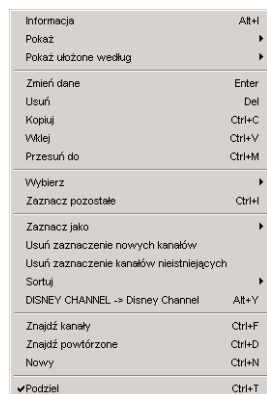 Informacja Alt+I
Pokaż
Pokaż ułożone według
Zmień dane Enter
Usuń Del
Kopiuj Ctrl+C
Wklej Ctrl+V
Przesuń do Ctrl+M
Wybierz
Zaznacz pozostałe Ctrl+I
Zaznacz jako
Usuń zaznaczenie nowych kanałów
Usuń zaznaczenie kanałów nieistniejących
Sortuj
DISNEY CHANNEL -> Disney Channel Alt+Y
Znajdź kanały Ctrl+F
Znajdź powtórzone Ctrl+D
Nowy Ctrl+N
Podziel Ctrl+T